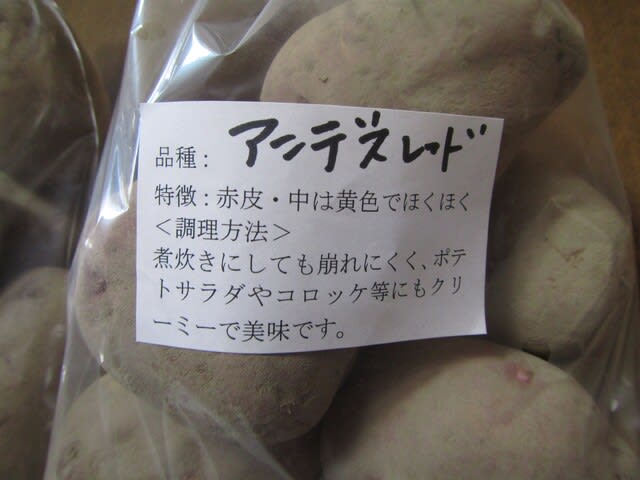 品種： アンデスレッド
特徴：赤皮・中は黄色でほくほく
＜調理方法＞
煮炊きにしても崩れにくく、ポテ
トサラダやコロッケ等にもクリ
ーミーで美味です。